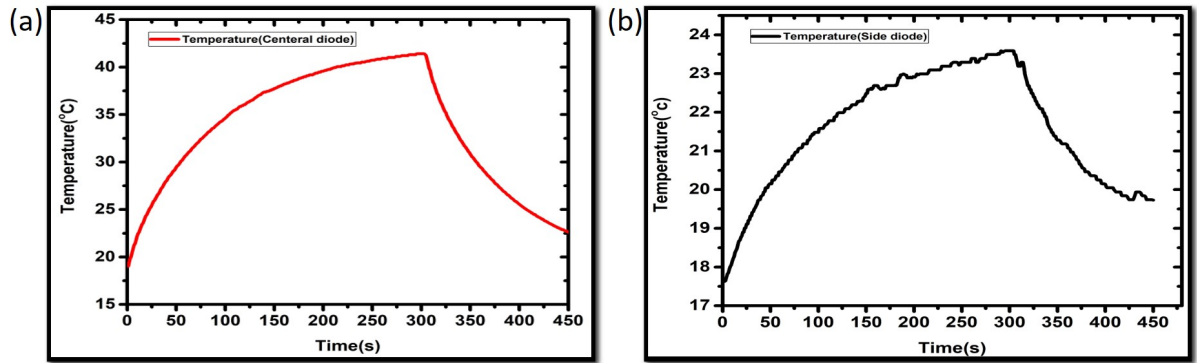 (a)
Temperature(Centeral diode)
Temperature(°C)
45
40
35
30
25
20
15
0 50 100 150 200 250 300 350 400 450
Time(s)
(b)
Temperature(Side diode)
Temperature(°c)
24
23
22
21
20
19
18
17
0 50 100 150 200 250 300 350 400 450
Time(s)